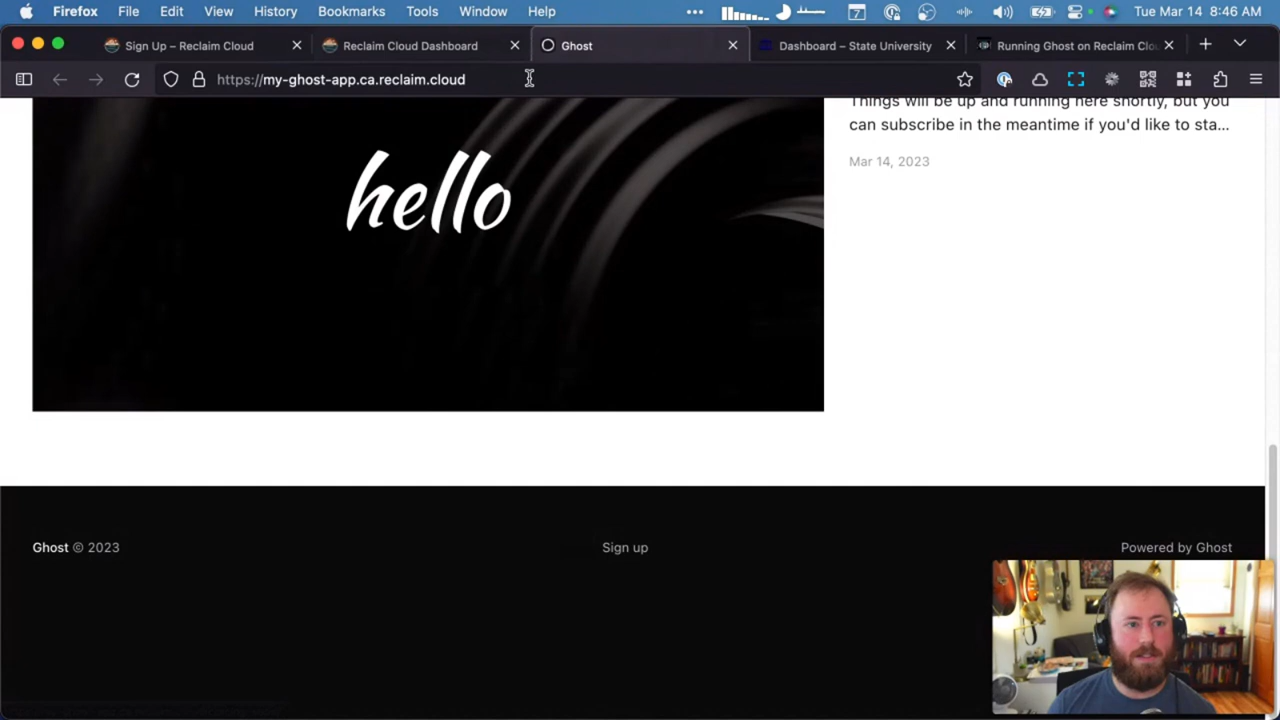 Firefox File Edit View History Bookmarks Tools Window Help
7
Tue Mar 14 8:46 AM
Sign Up – Reclaim Cloud
Reclaim Cloud Dashboard
Ghost
Dashboard – State University
Running Ghost on Reclaim Clo
https://my-ghost-app.ca.reclaim.cloud
Things will be up and running here shortly, but you
can subscribe in the meantime if you'd like to sta...
Mar 14, 2023
hello
Ghost © 2023
Sign up
Powered by Ghost